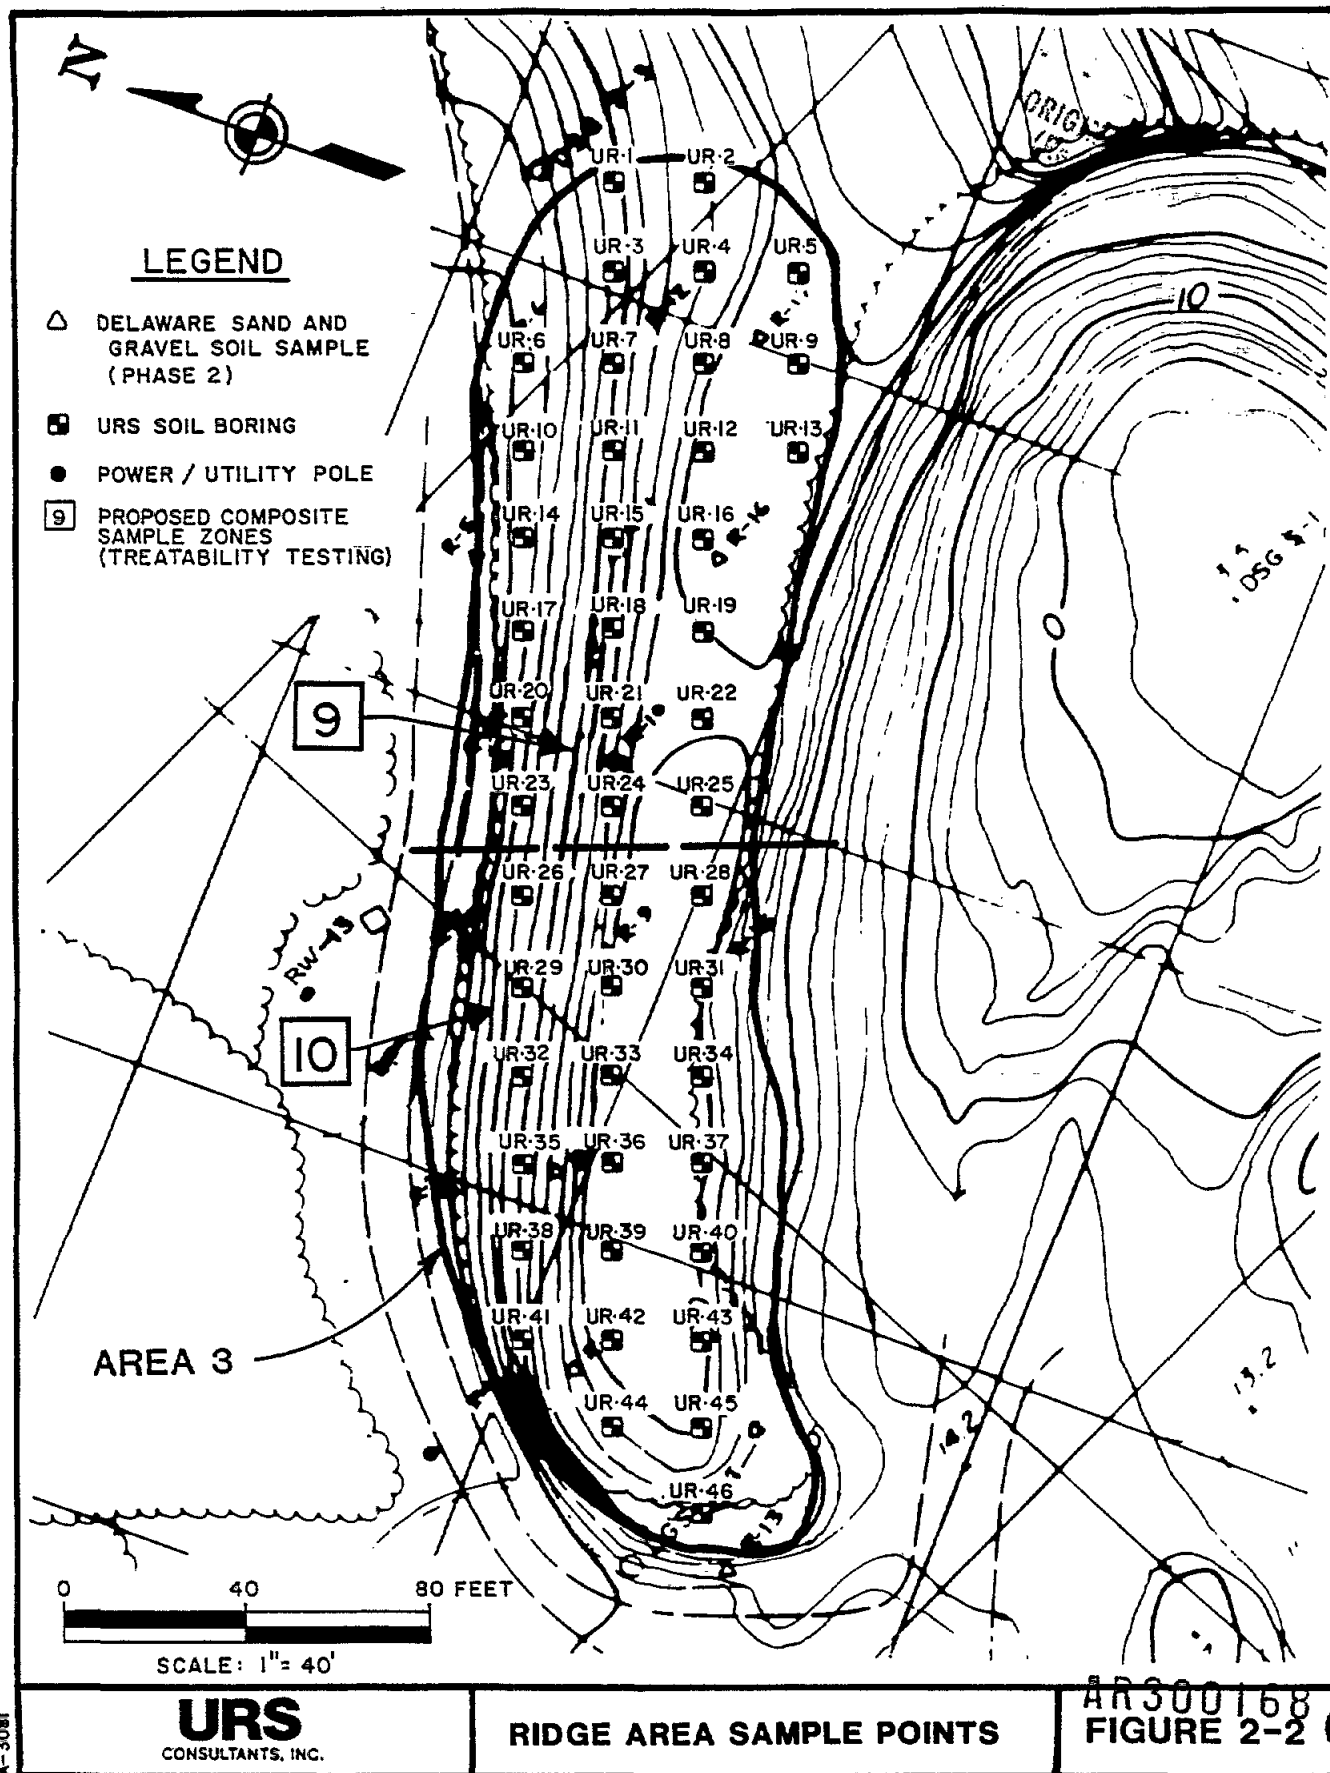 N
LEGEND
DELAWARE SAND AND
GRAVEL SOIL SAMPLE
(PHASE 2)
URS SOIL BORING
POWER / UTILITY POLE
9 PROPOSED COMPOSITE
SAMPLE ZONES
(TREATABILITY TESTING)
UR-1 UR-2
UR-3 UR-4 UR-5
UR-6 UR-7 UR-8 UR-9
UR-10 UR-11 UR-12 UR-13
UR-14 UR-15 UR-16
R-16
UR-17 UR-18 UR-19
UR-20 UR-21 UR-22
9
UR-23 UR-24 UR-25
UR-26 UR-27 UR-28
RW-13
UR-29 UR-30 UR-31
10
UR-32 UR-33 UR-34
UR-35 UR-36 UR-37
UR-38 UR-39 UR-40
UR-41 UR-42 UR-43
AREA 3
UR-44 UR-45
UR-46
10
0
13.2
14.2
0 40 80 FEET
SCALE: 1"= 40'
URS
CONSULTANTS, INC.
RIDGE AREA SAMPLE POINTS
AR300168
FIGURE 2-2